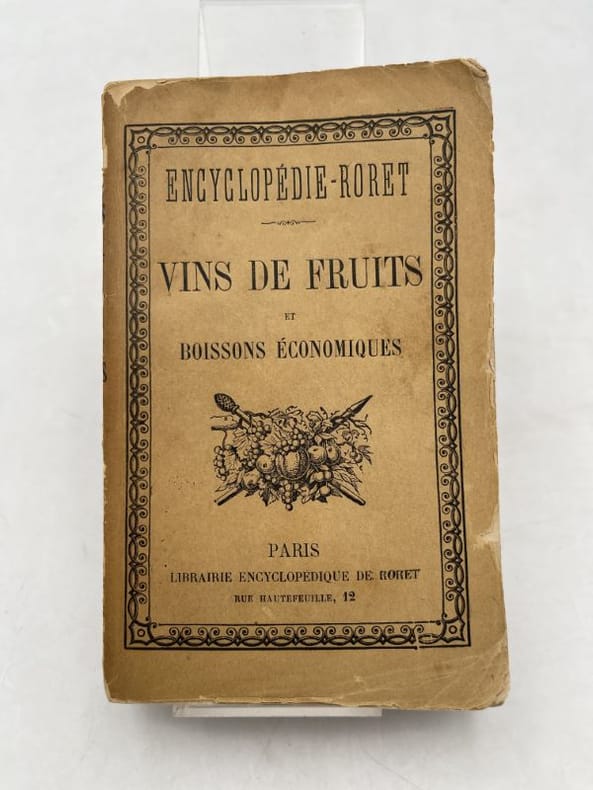 ENCYCLOPÉDIE-RORET
VINS DE FRUITS
ET
BOISSONS ÉCONOMIQUES
PARIS
LIBRAIRIE ENCYCLOPÉDIQUE DE RORET
RUE HAUTEFEUILLE, 12